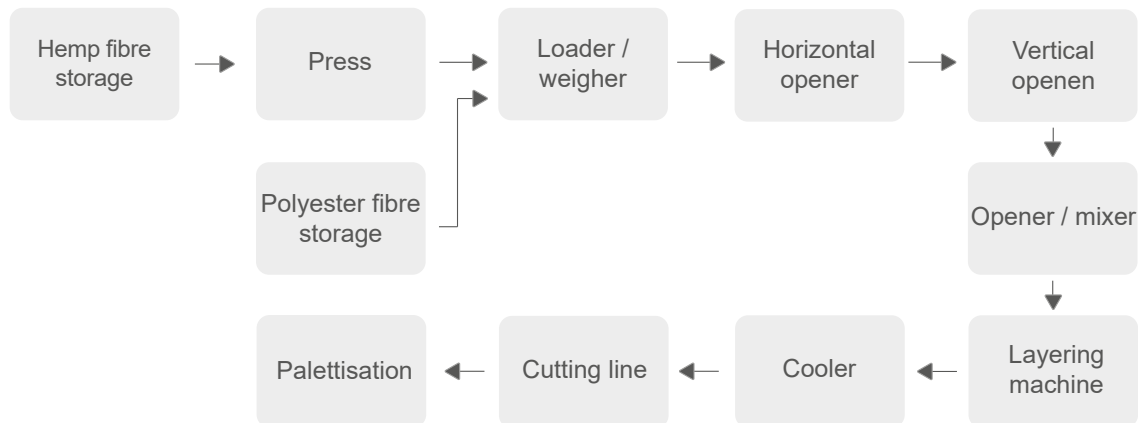 Hemp fibre
storage
Press
Loader /
weigher
Horizontal
opener
Vertical
openen
Polyester fibre
storage
Opener / mixer
Palettisation
Cutting line
Cooler
Layering
machine